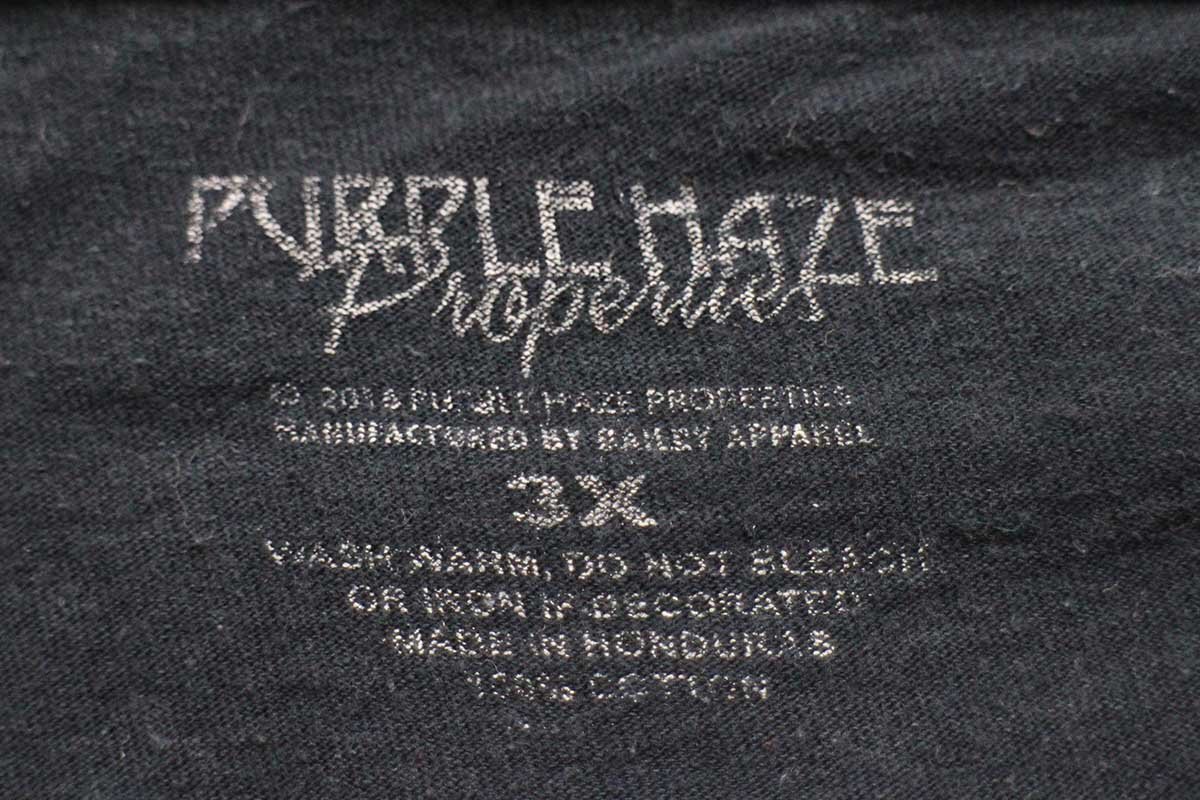 PURPLE HAZE
Properties
© 2016 PURPLE HAZE PROPERTIES
MANUFACTURED BY BAILEY APPAREL
3X
WASH WARM, DO NOT BLEACH
OR IRON IF DECORATED
MADE IN HONDURAS
100% COTTON